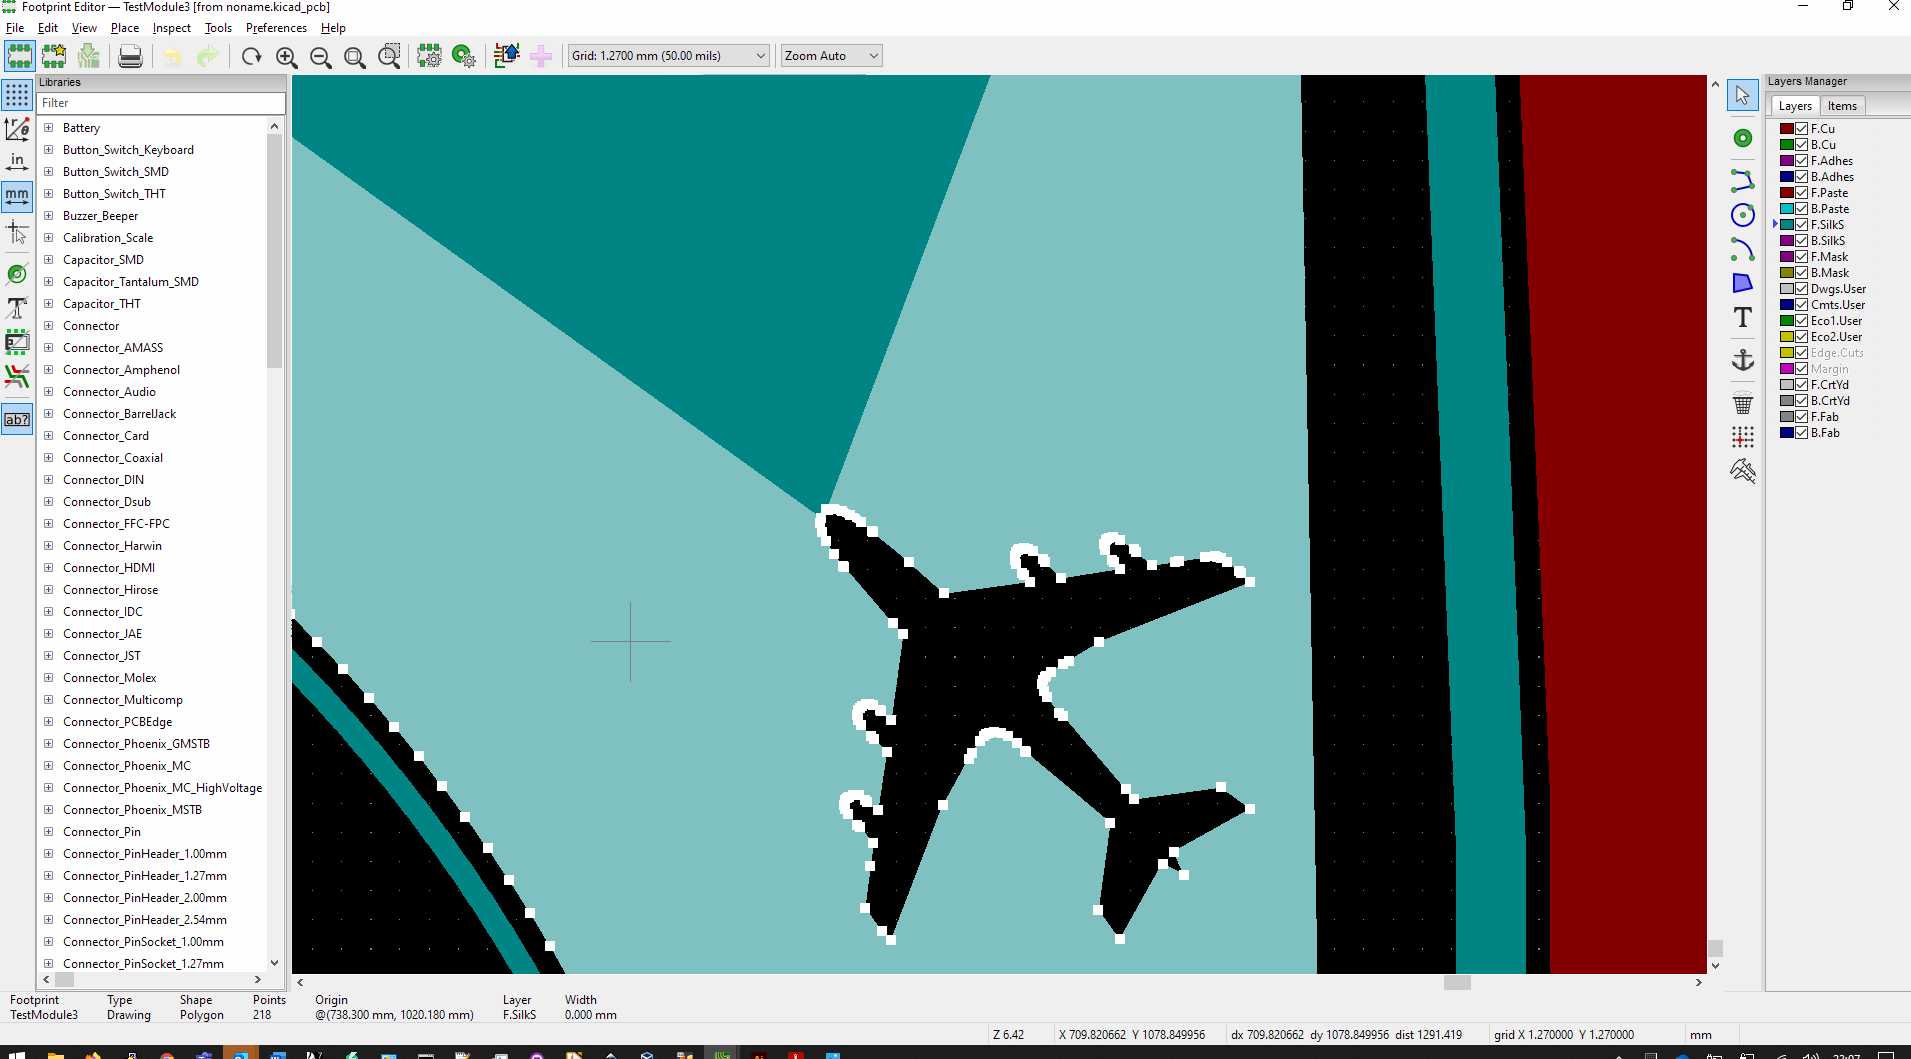 Footprint Editor — TestModule3 [from noname.kicad_pcb]
File Edit View Place Inspect Tools Preferences Help
Grid: 1.2700 mm (50.00 mils) Zoom Auto
Libraries
Filter
Battery
Button_Switch_Keyboard
Button_Switch_SMD
Button_Switch_THT
Buzzer_Beeper
Calibration_Scale
Capacitor_SMD
Capacitor_Tantalum_SMD
Capacitor_THT
Connector
Connector_AMASS
Connector_Amphenol
Connector_Audio
Connector_BarrelJack
Connector_Card
Connector_Coaxial
Connector_DIN
Connector_Dsub
Connector_FFC-FPC
Connector_Harwin
Connector_HDMI
Connector_Hirose
Connector_IDC
Connector_JAE
Connector_JST
Connector_Molex
Connector_Multicomp
Connector_PCBEdge
Connector_Phoenix_GMSTB
Connector_Phoenix_MC
Connector_Phoenix_MC_HighVoltage
Connector_Phoenix_MSTB
Connector_Pin
Connector_PinHeader_1.00mm
Connector_PinHeader_1.27mm
Connector_PinHeader_2.00mm
Connector_PinHeader_2.54mm
Connector_PinSocket_1.00mm
Connector_PinSocket_1.27mm
in
mm
ab?
T
Layers Manager
Layers Items
F.Cu
B.Cu
F.Adhes
B.Adhes
F.Paste
B.Paste
F.SilkS
B.SilkS
F.Mask
B.Mask
Dwgs.User
Cmts.User
Eco1.User
Eco2.User
Edge.Cuts
Margin
F.CrtYd
B.CrtYd
F.Fab
B.Fab
Footprint Type Shape Points Origin Layer Width
TestModule3 Drawing Polygon 218 @(738.300 mm, 1020.180 mm) F.SilkS 0.000 mm
Z 6.42 X 709.820662 Y 1078.849956 dx 709.820662 dy 1078.849956 dist 1291.419 grid X 1.270000 Y 1.270000 mm